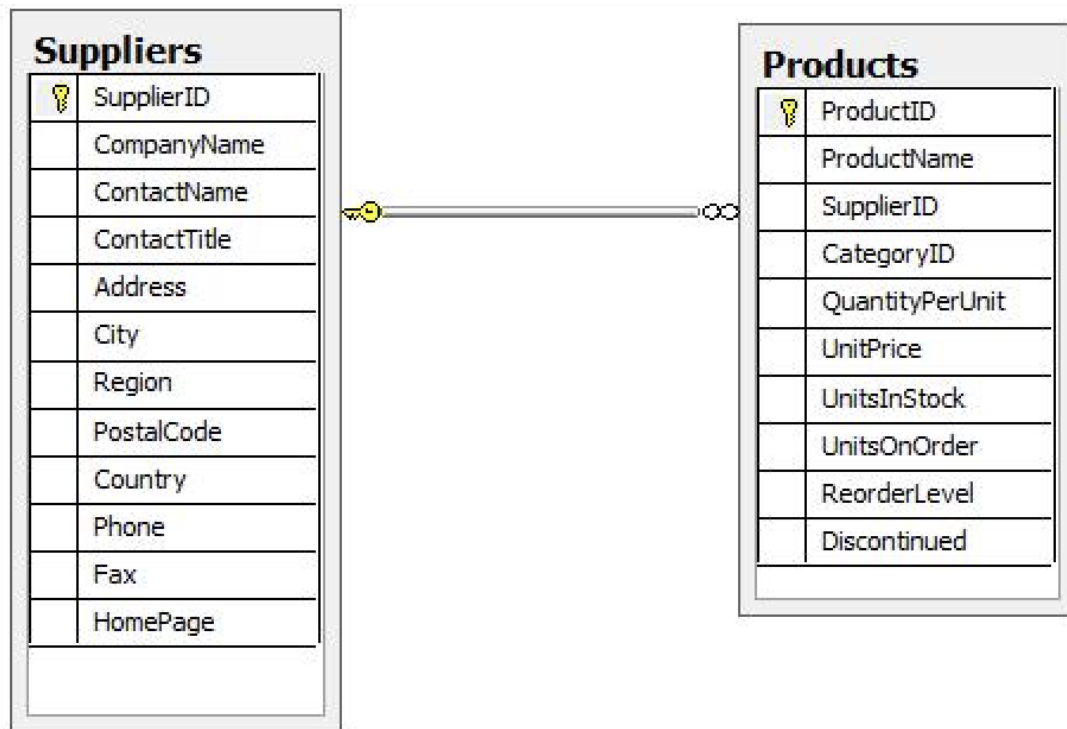 Suppliers
SupplierID
CompanyName
ContactName
ContactTitle
Address
City
Region
PostalCode
Country
Phone
Fax
HomePage
Products
ProductID
ProductName
SupplierID
CategoryID
QuantityPerUnit
UnitPrice
UnitsInStock
UnitsOnOrder
ReorderLevel
Discontinued